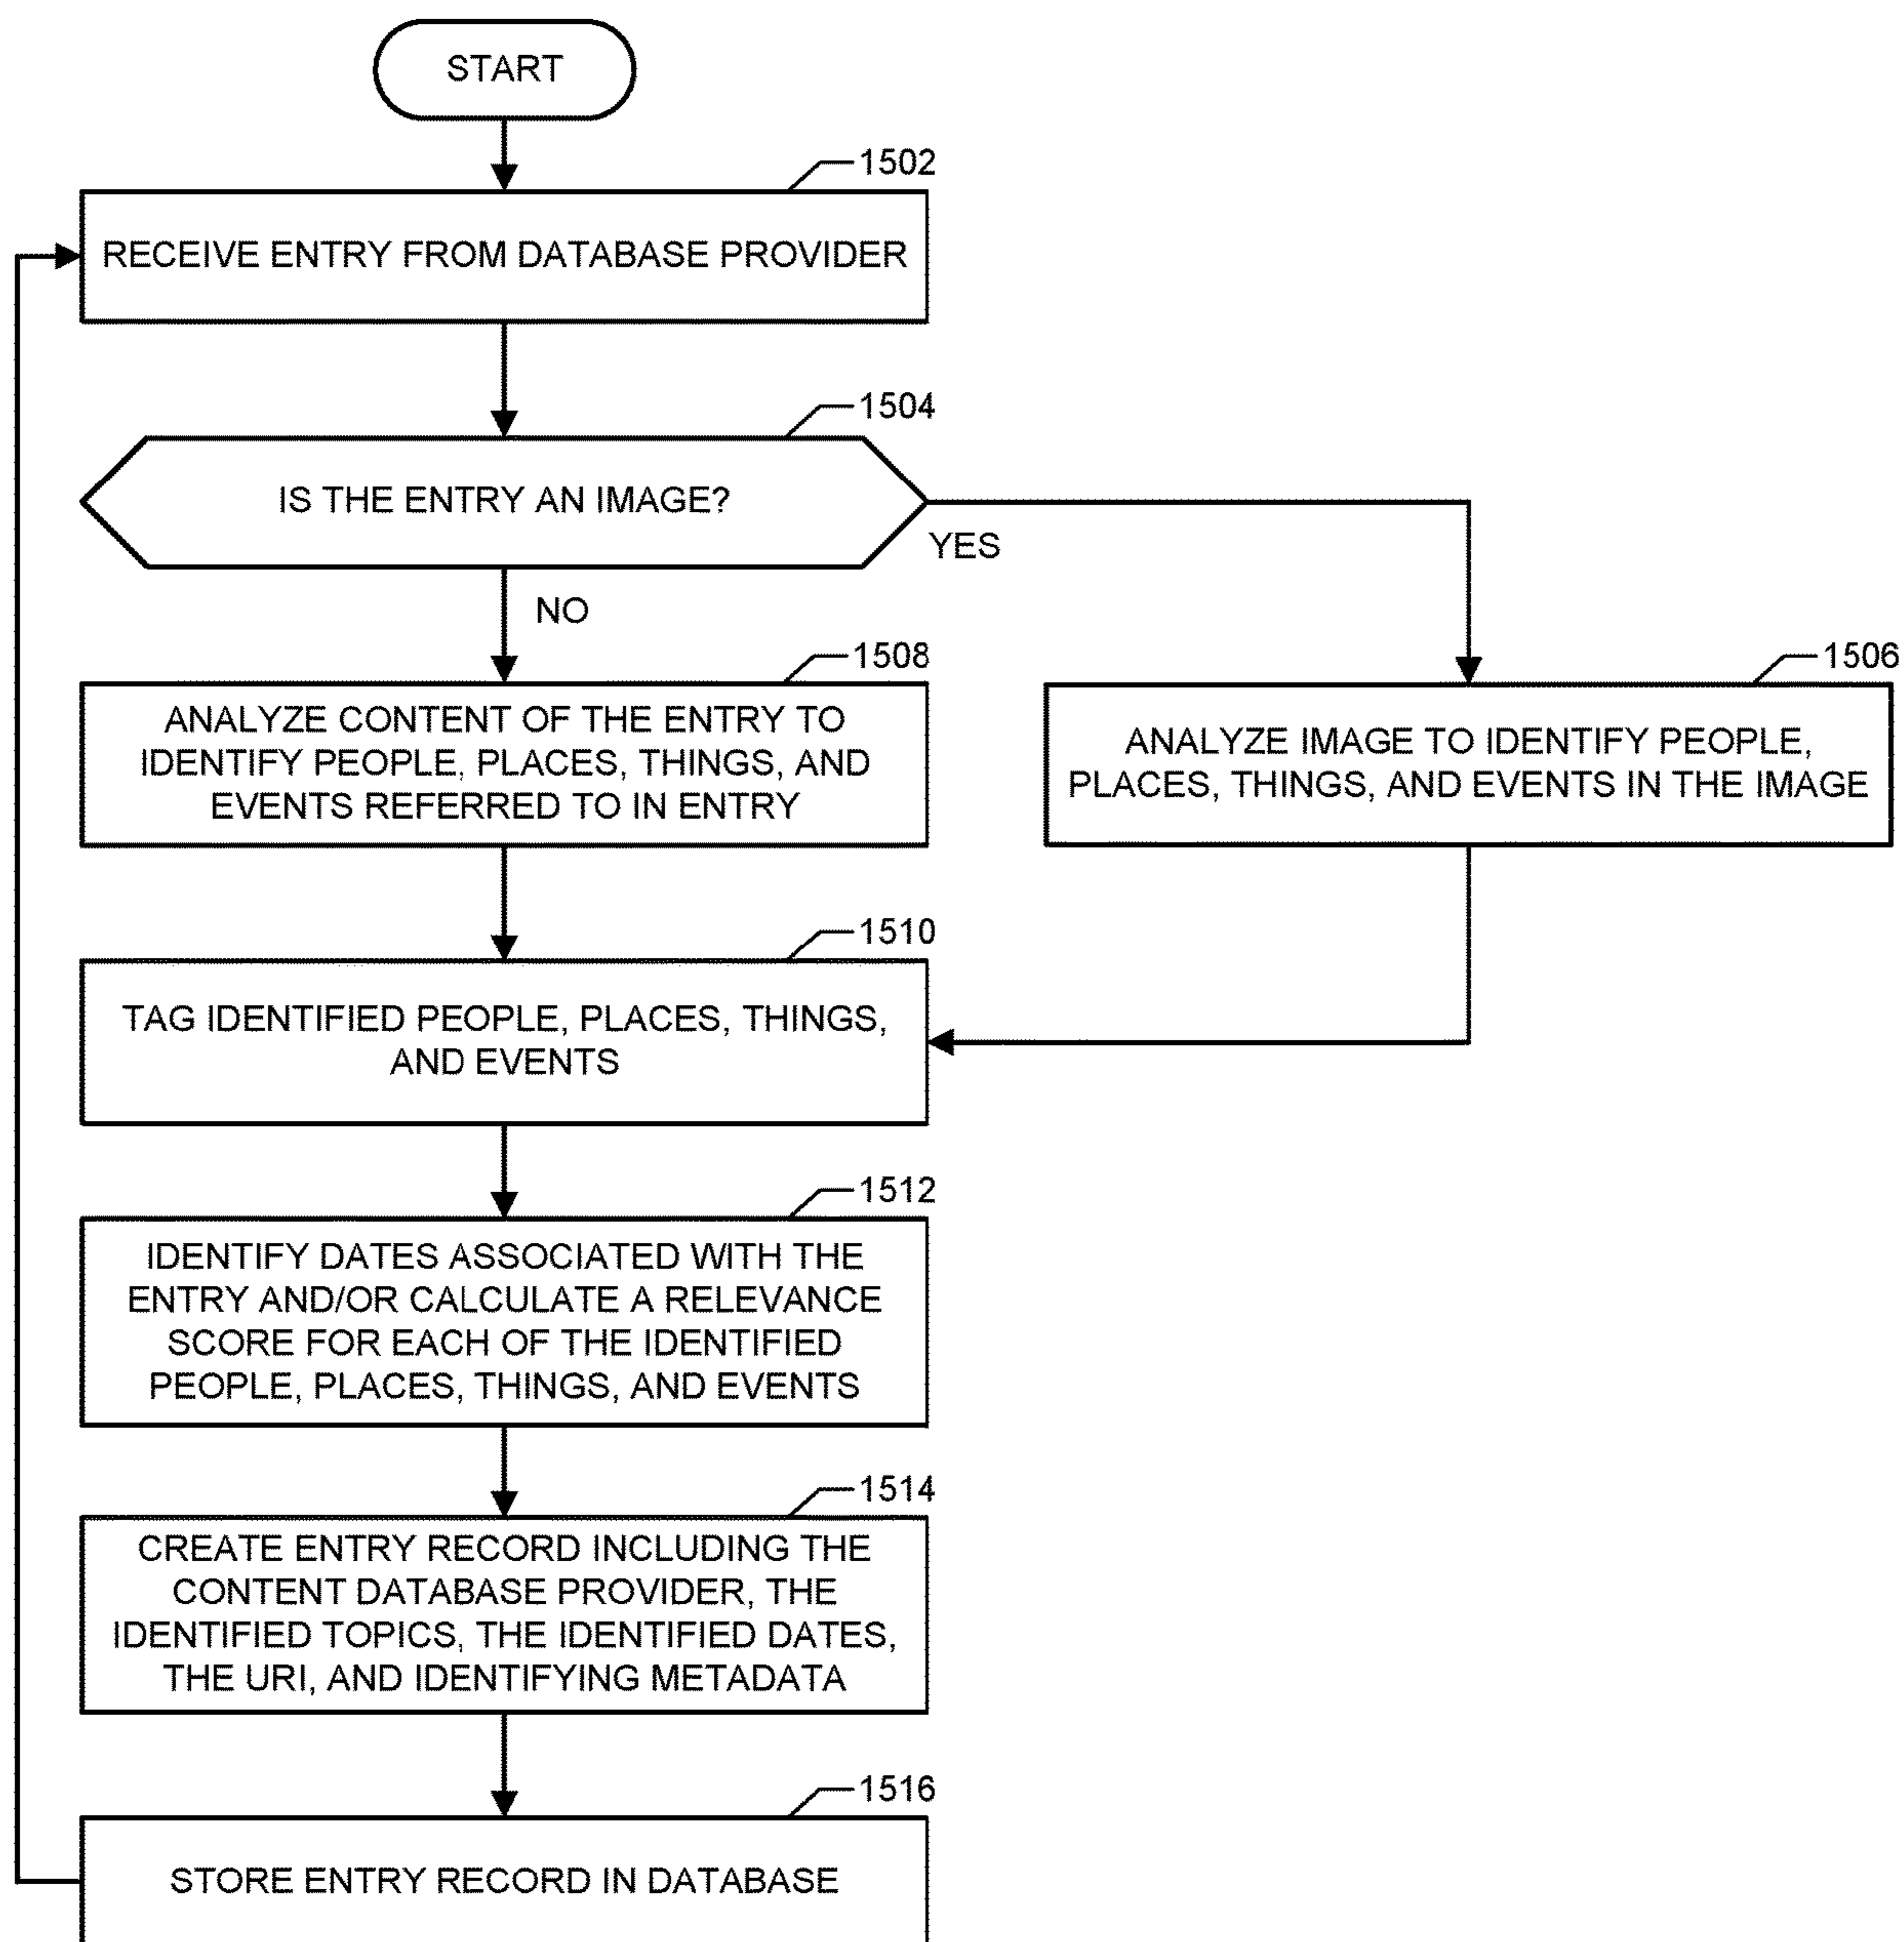 START
1502
RECEIVE ENTRY FROM DATABASE PROVIDER
1504
IS THE ENTRY AN IMAGE?
YES
NO
1508
ANALYZE CONTENT OF THE ENTRY TO
IDENTIFY PEOPLE, PLACES, THINGS, AND
EVENTS REFERRED TO IN ENTRY
1506
ANALYZE IMAGE TO IDENTIFY PEOPLE,
PLACES, THINGS, AND EVENTS IN THE IMAGE
1510
TAG IDENTIFIED PEOPLE, PLACES, THINGS,
AND EVENTS
1512
IDENTIFY DATES ASSOCIATED WITH THE
ENTRY AND/OR CALCULATE A RELEVANCE
SCORE FOR EACH OF THE IDENTIFIED
PEOPLE, PLACES, THINGS, AND EVENTS
1514
CREATE ENTRY RECORD INCLUDING THE
CONTENT DATABASE PROVIDER, THE
IDENTIFIED TOPICS, THE IDENTIFIED DATES,
THE URI, AND IDENTIFYING METADATA
1516
STORE ENTRY RECORD IN DATABASE